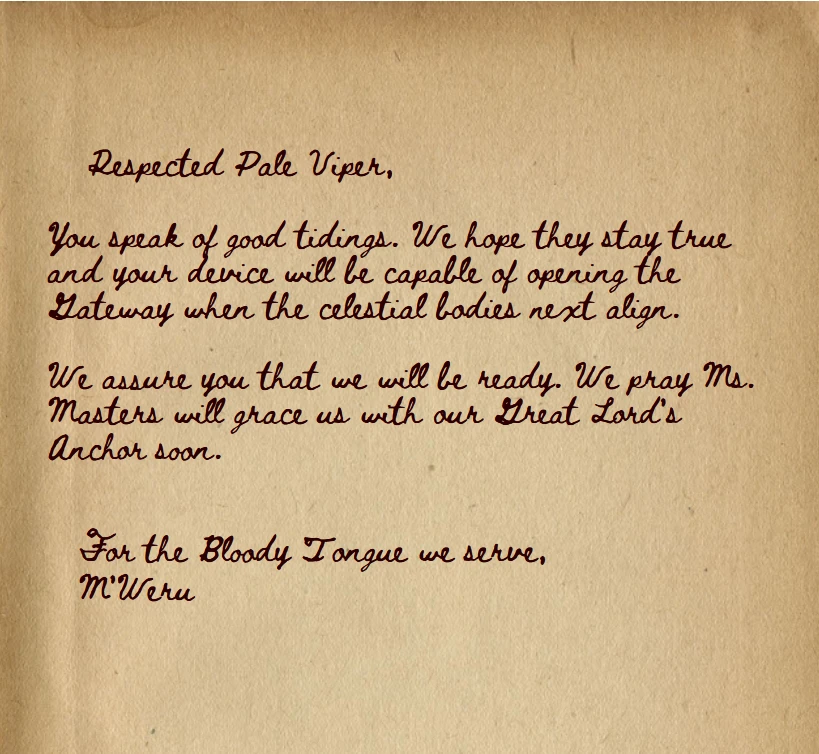 Respected Pale Viper,
You speak of good tidings. We hope they stay true
and your device will be capable of opening the
Gateway when the celestial bodies next align.
We assure you that we will be ready. We pray Ms.
Masters will grace us with our Great Lord's
Anchor soon.
For the Bloody Tongue we serve,
M'Weru